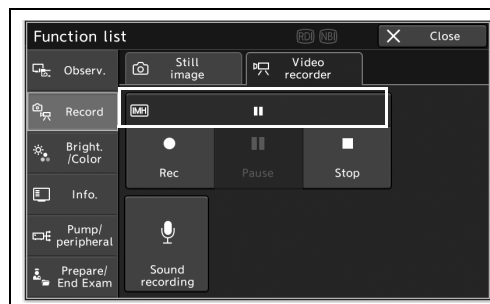 Function list
RDI NBI
Close
Observ.
Still
image
Video
recorder
Record
IMH
Bright.
/Color
Rec
Pause
Stop
Info.
Pump/
peripheral
Prepare/
End Exam
Sound
recording